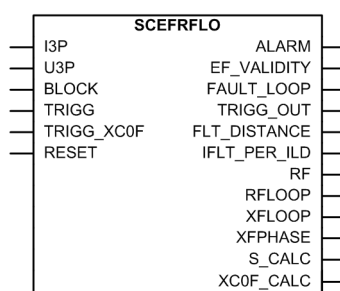 SCEFRFLO
I3P ALARM
U3P EF_VALIDITY
BLOCK FAULT_LOOP
TRIGG TRIGG_OUT
TRIGG_XC0F FLT_DISTANCE
RESET IFLT_PER_ILD
RF
RFLOOP
XFLOOP
XFPHASE
S_CALC
XC0F_CALC